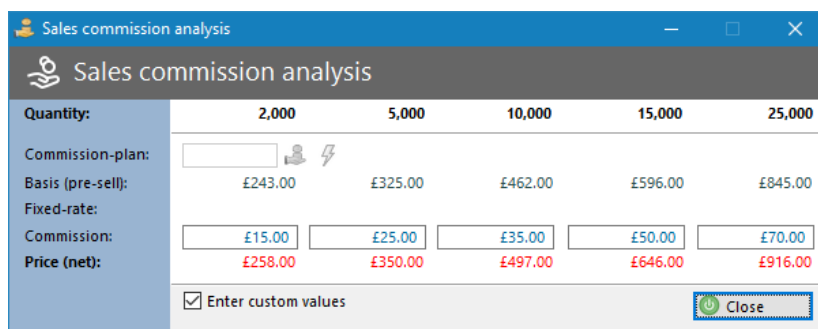 Sales commission analysis
Sales commission analysis
Quantity: 2,000 5,000 10,000 15,000 25,000
Commission-plan:
Basis (pre-sell): £243.00 £325.00 £462.00 £596.00 £845.00
Fixed-rate:
Commission: £15.00 £25.00 £35.00 £50.00 £70.00
Price (net): £258.00 £350.00 £497.00 £646.00 £916.00
Enter custom values Close